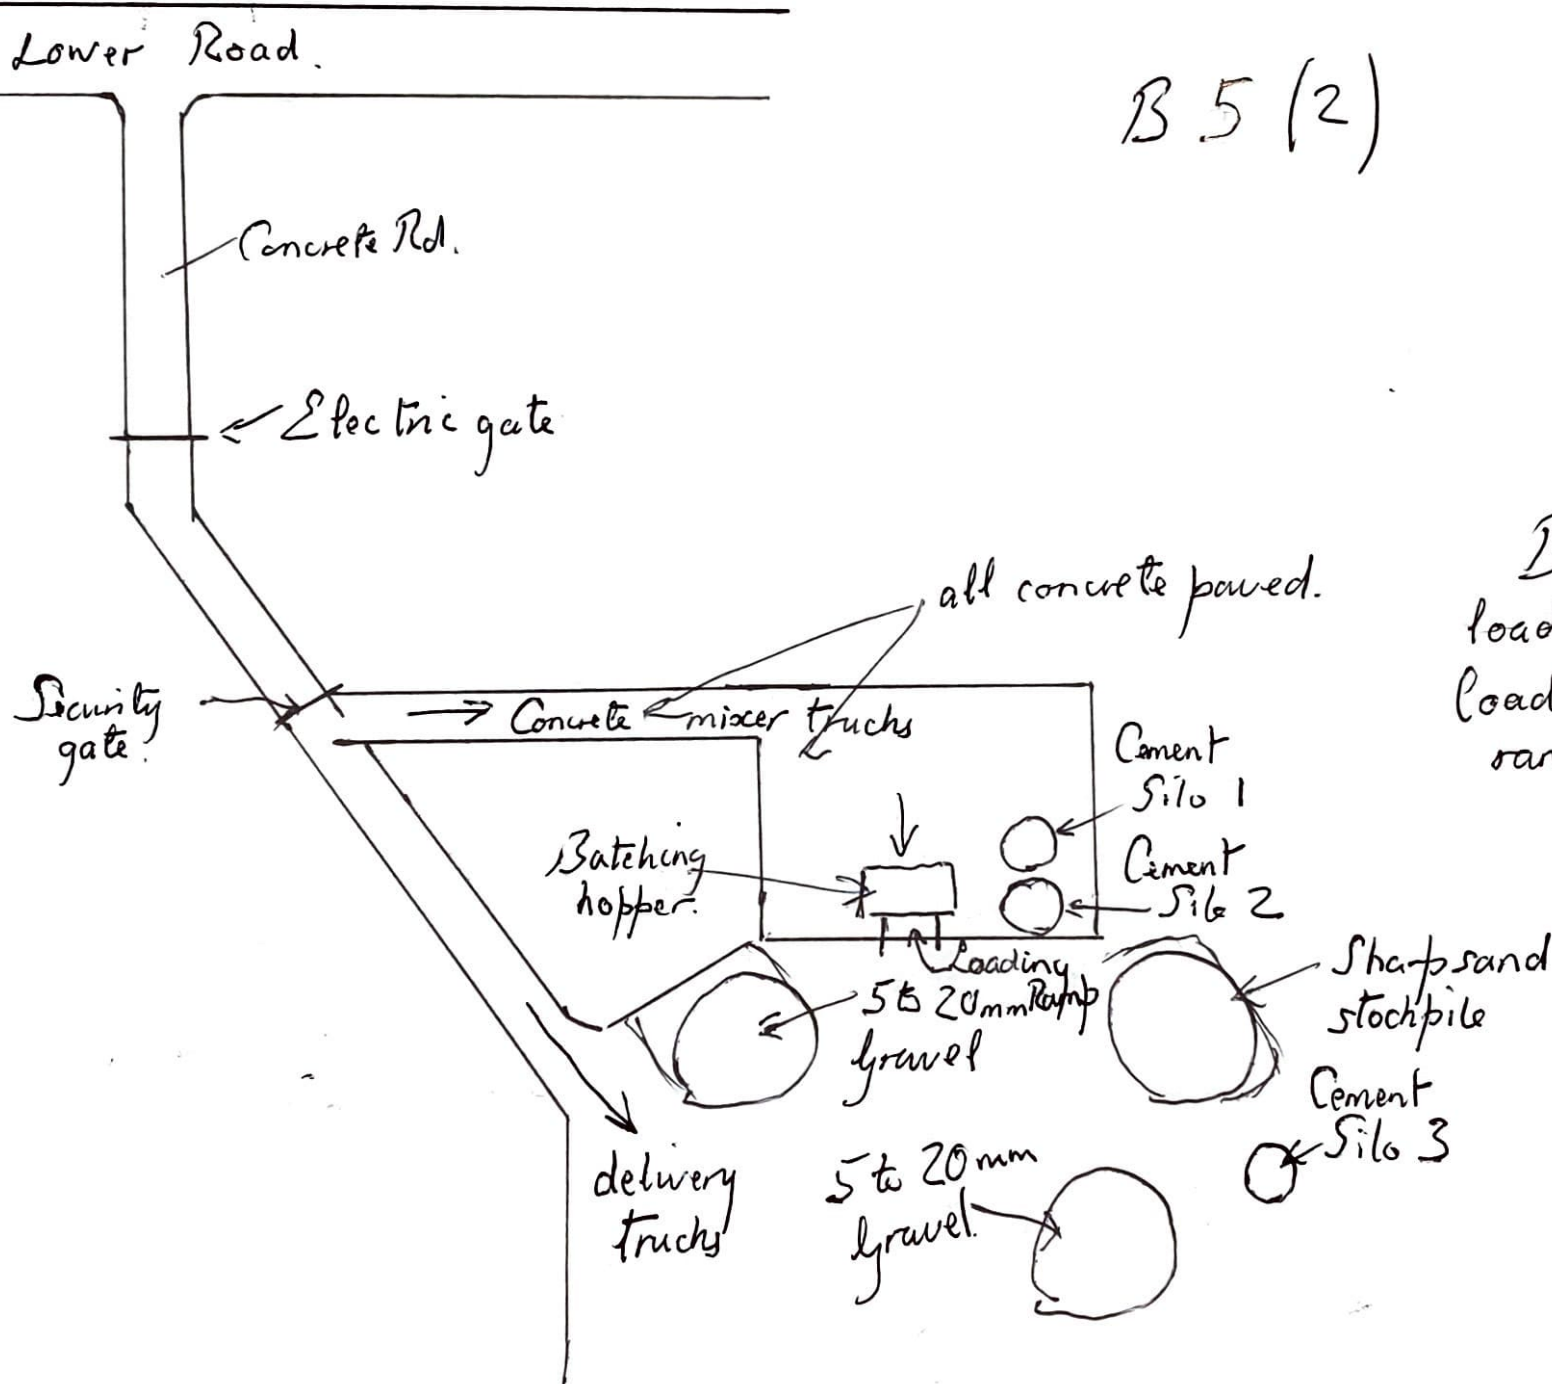 Lower Road.
B 5 (2)
Concrete Rd.
Electric gate
all concrete paved.
load
load
Security
gate.
Concrete mixer trucks
Cement
Silo 1
Batching
hopper.
Cement
Silo 2
Loading
Ramp
5 to 20mm
Gravel
Sharp sand
stockpile
Cement
Silo 3
delivery
trucks
5 to 20mm
Gravel.